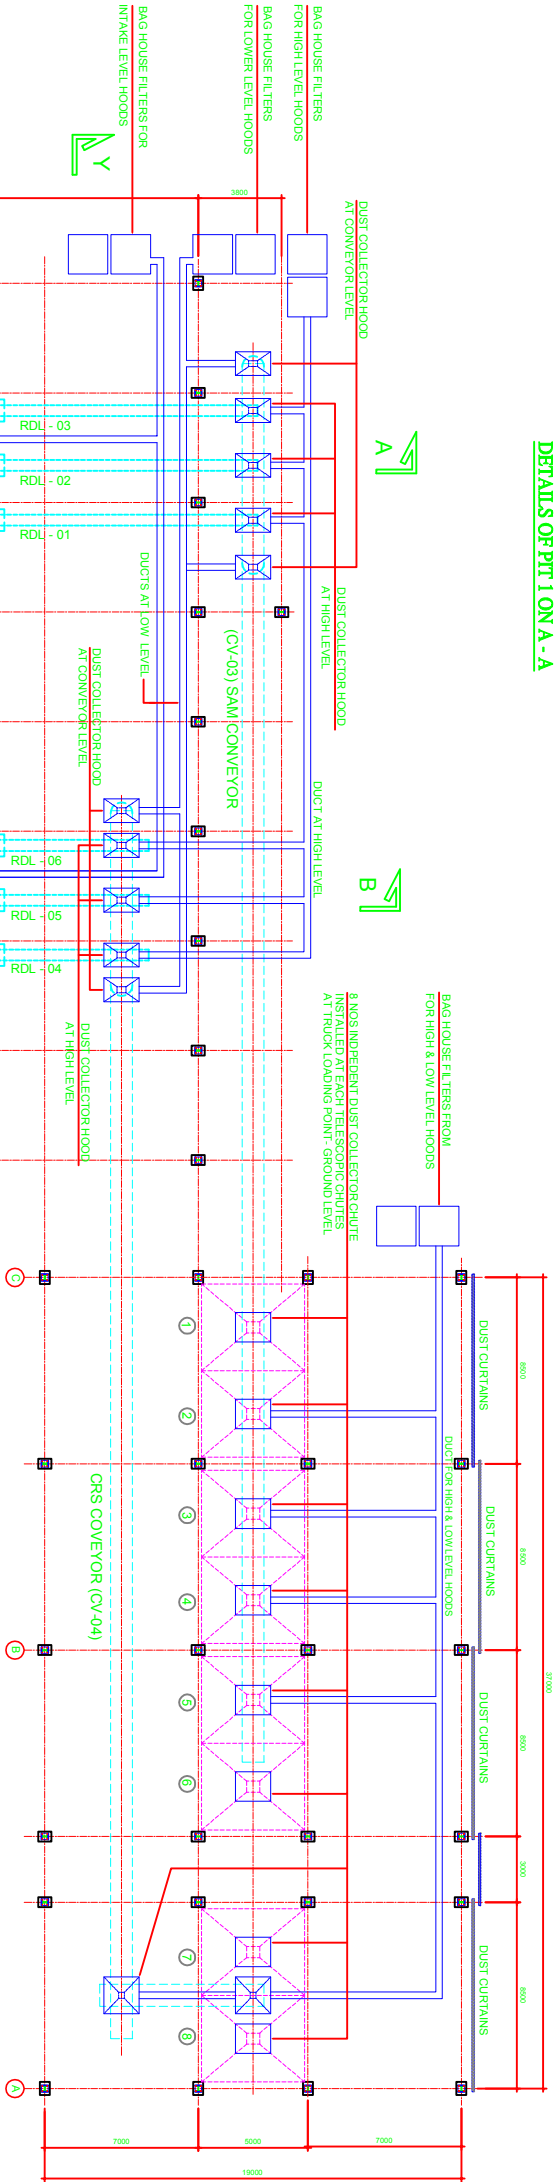 DETAILS OF PIT 1 ON A - A
BAG HOUSE FILTERS
FOR HIGH LEVEL HOODS
BAG HOUSE FILTERS
FOR LOWER LEVEL HOODS
BAG HOUSE FILTERS FOR
INTAKE LEVEL HOODS
Y
3800
DUST COLLECTOR HOOD
AT CONVEYOR LEVEL
A
RDL - 03
RDL - 02
RDL - 01
DUCTS AT LOW LEVEL
DUST COLLECTOR HOOD
AT HIGH LEVEL
(CV-03) SAM CONVEYOR
DUST COLLECTOR HOOD
AT CONVEYOR LEVEL
DUCT AT HIGH LEVEL
B
RDL - 06
RDL - 05
RDL - 04
DUST COLLECTOR HOOD
AT HIGH LEVEL
BAG HOUSE FILTERS FROM
FOR HIGH & LOW LEVEL HOODS
8 NOS INDPEDENT DUST COLLECTOR CHUTE
INSTALLED AT EACH TELESCOPIC CHUTES
AT TRUCK LOADING POINT- GROUND LEVEL
37000
8500
8500
8500
3000
8500
DUST CURTAINS
DUST CURTAINS
DUST CURTAINS
DUST CURTAINS
DUCT FOR HIGH & LOW LEVEL HOODS
1
2
3
4
5
6
7
8
CRS COVEYOR (CV-04)
C
B
A
7000
5000
7000
19000